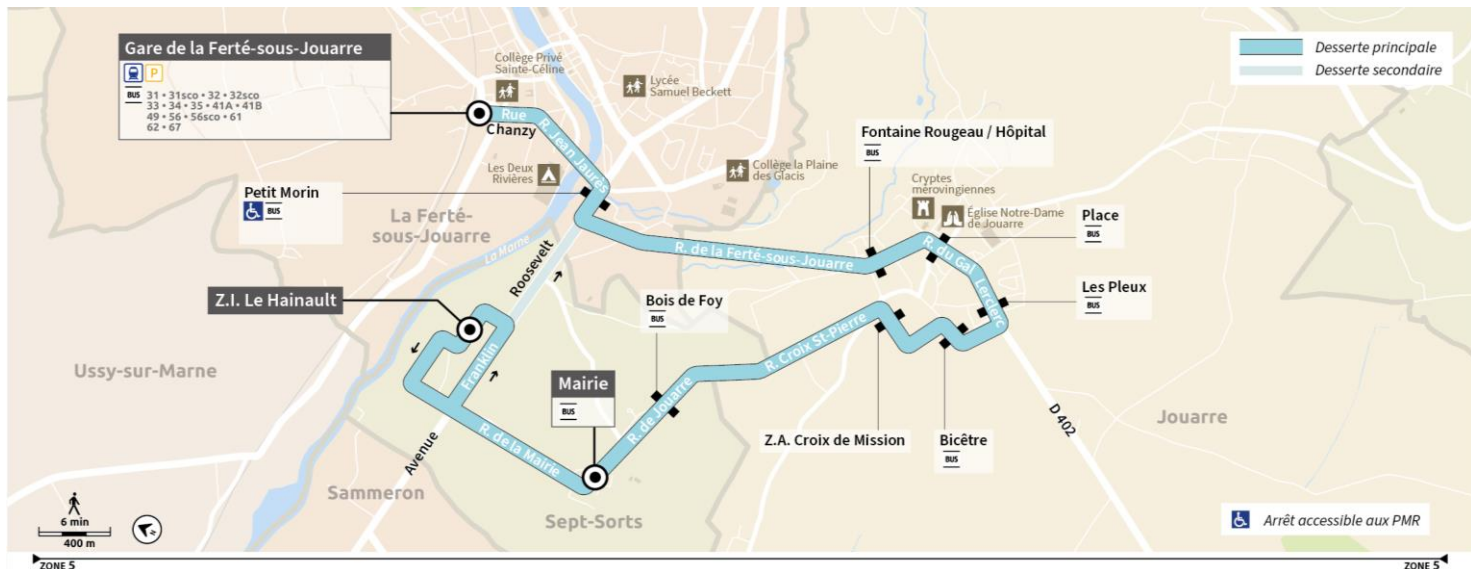 Gare de la Ferté-sous-Jouarre
P
BUS
31 • 31sco • 32 • 32sco
33 • 34 • 35 • 41A • 41B
49 • 56 • 56sco • 61
62 • 67
Collège Privé
Sainte-Céline
Lycée
Samuel Beckett
Desserte principale
Desserte secondaire
Rue
Chanzy
R. Jean Jaurès
Fontaine Rougeau / Hôpital
BUS
Les Deux
Rivières
Collège la Plaine
des Glacis
Petit Morin
BUS
Cryptes
mérovingiennes
Église Notre-Dame
de Jouarre
Place
BUS
La Ferté-
sous-Jouarre
La Marne
Roosevelt
R. de la Ferté-sous-Jouarre
R. du Gal
Lerclerc
Les Pleux
BUS
Z.I. Le Hainault
Bois de Foy
BUS
Ussy-sur-Marne
Franklin
R. Croix St-Pierre
Mairie
BUS
R. de Jouarre
Jouarre
D 402
Z.A. Croix de Mission
Bicêtre
BUS
R. de la Mairie
Avenue
Sammeron
Sept-Sorts
6 min
400 m
N
Arrêt accessible aux PMR
ZONE 5
ZONE 5